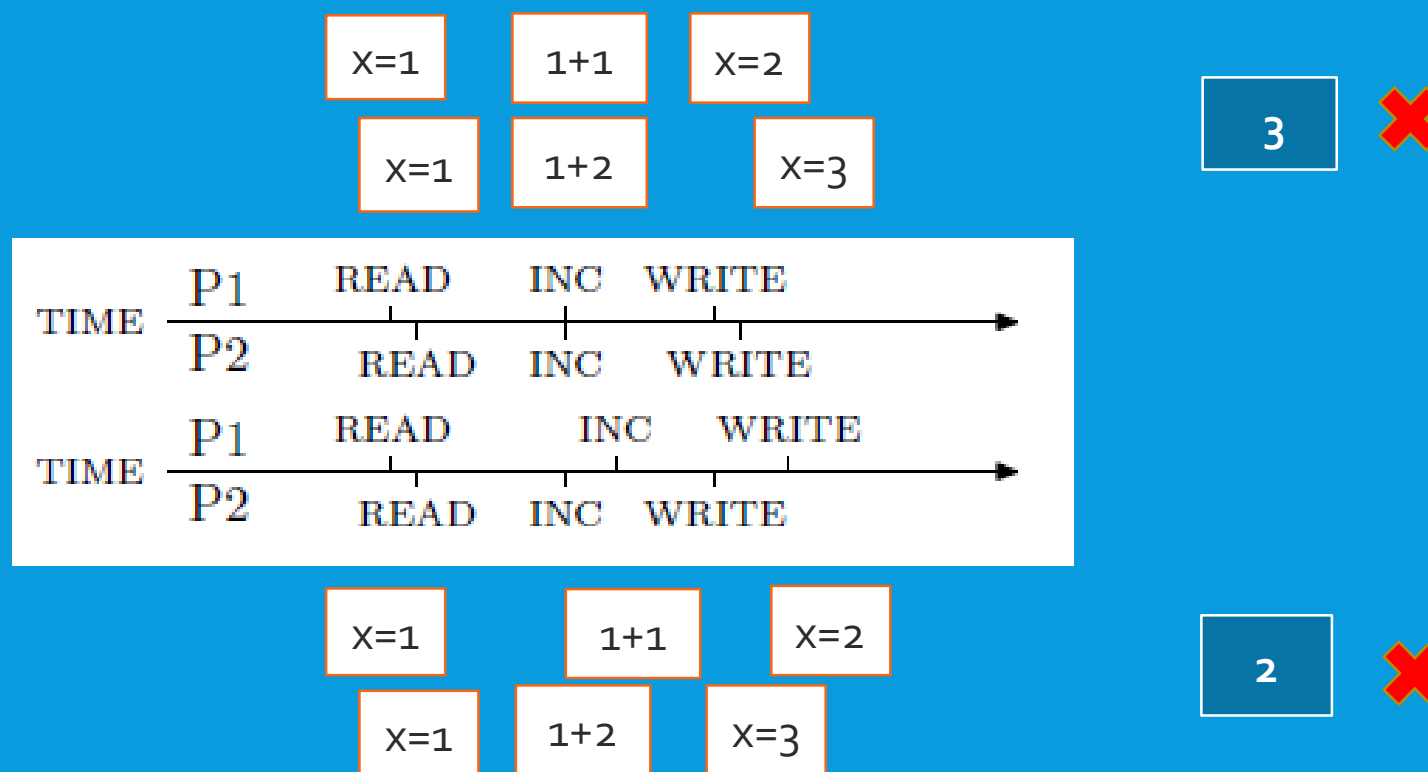 X=1 1+1 X=2
3
X=1 1+2 X=3
P1 READ INC WRITE
TIME
P2 READ INC WRITE
P1 READ INC WRITE
TIME
P2 READ INC WRITE
X=1 1+1 X=2
2
X=1 1+2 X=3